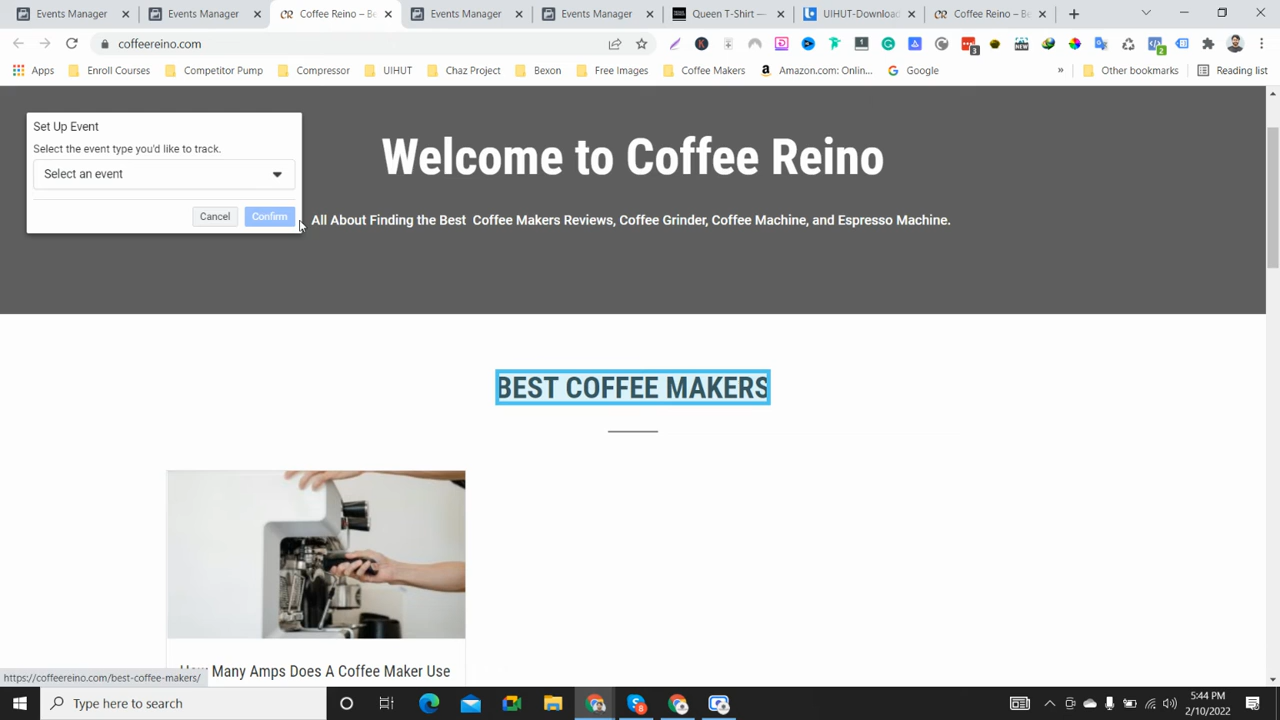 Events Manager
Events Manager
Coffee Reino – Be
Events Manager
Events Manager
Queen T-Shirt —
UIHUT-Download
Coffee Reino – Be
coffeereino.com
3
1
NEW
2
Apps
Enroll Courses
Competitor Pump
Compressor
UIHUT
Chaz Project
Bexon
Free Images
Coffee Makers
Amazon.com: Onlin...
Google
»
Other bookmarks
Reading list
Set Up Event
Select the event type you'd like to track.
Select an event
Cancel
Confirm
Welcome to Coffee Reino
All About Finding the Best Coffee Makers Reviews, Coffee Grinder, Coffee Machine, and Espresso Machine.
BEST COFFEE MAKERS
How Many Amps Does A Coffee Maker Use
https://coffeereino.com/best-coffee-makers/
Type here to search
5:44 PM
2/10/2022